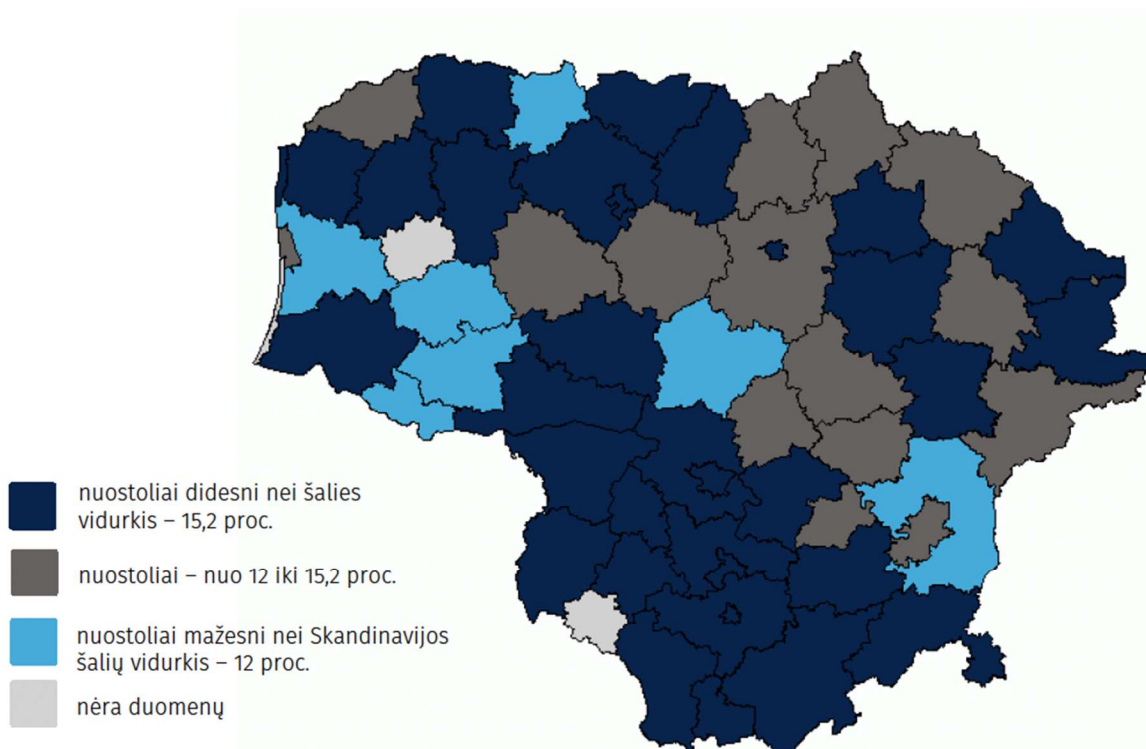 nuostoliai didesni nei šalies
vidurkis – 15,2 proc.
nuostoliai – nuo 12 iki 15,2 proc.
nuostoliai mažesni nei Skandinavijos
šalių vidurkis – 12 proc.
nėra duomenų